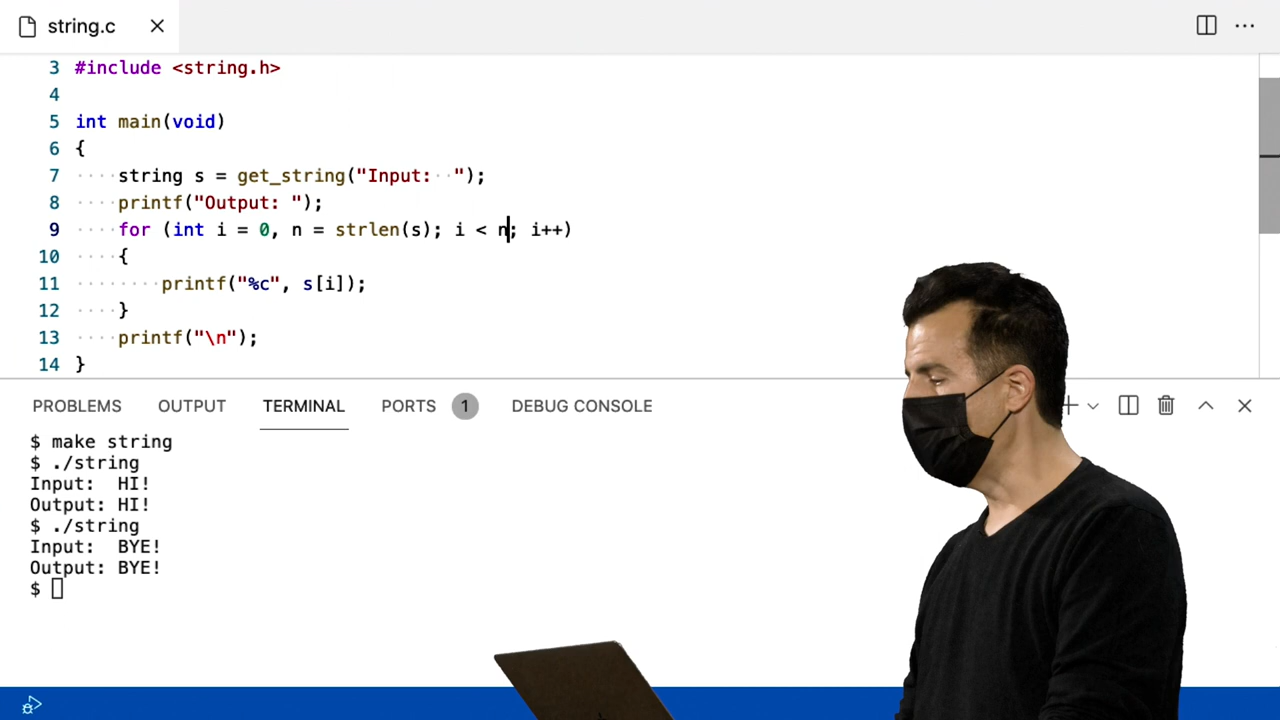 string.c
3 #include <string.h>
4
5 int main(void)
6 {
7 string s = get_string("Input:  ");
8 printf("Output: ");
9 for (int i = 0, n = strlen(s); i < n; i++)
10 {
11 printf("%c", s[i]);
12 }
13 printf("\n");
14 }
PROBLEMS OUTPUT TERMINAL PORTS 1 DEBUG CONSOLE
$ make string
$ ./string
Input:  HI!
Output: HI!
$ ./string
Input:  BYE!
Output: BYE!
$